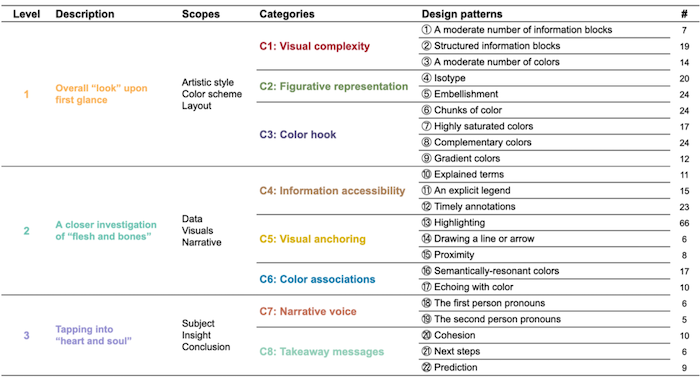 Level Description Scopes Categories Design patterns #
1
Overall “look” upon
first glance
Artistic style
Color scheme
Layout
C1: Visual complexity
① A moderate number of information blocks 7
② Structured information blocks 19
③ A moderate number of colors 14
C2: Figurative representation
④ Isotype 20
⑤ Embellishment 24
C3: Color hook
⑥ Chunks of color 24
⑦ Highly saturated colors 17
⑧ Complementary colors 24
⑨ Gradient colors 12
2
A closer investigation
of “flesh and bones”
Data
Visuals
Narrative
C4: Information accessibility
⑩ Explained terms 11
⑪ An explicit legend 15
⑫ Timely annotations 23
C5: Visual anchoring
⑬ Highlighting 66
⑭ Drawing a line or arrow 6
⑮ Proximity 8
C6: Color associations
⑯ Semantically-resonant colors 17
⑰ Echoing with color 10
3
Tapping into
“heart and soul”
Subject
Insight
Conclusion
C7: Narrative voice
⑱ The first person pronouns 6
⑲ The second person pronouns 5
C8: Takeaway messages
⑳ Cohesion 10
㉑ Next steps 6
㉒ Prediction 9